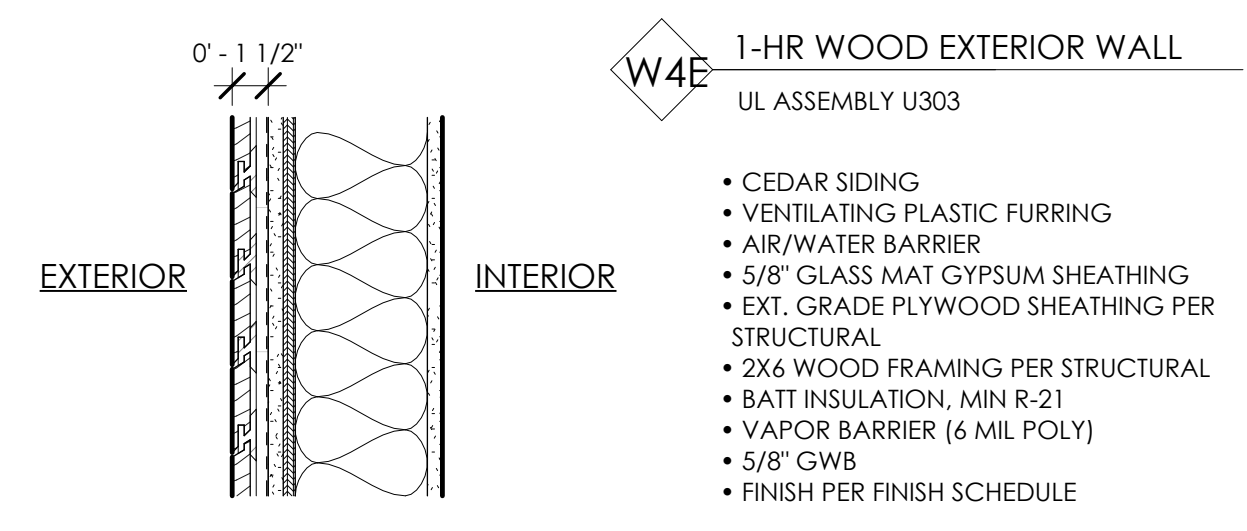 0' - 1 1/2"
EXTERIOR
INTERIOR
W4E
1-HR WOOD EXTERIOR WALL
UL ASSEMBLY U303
• CEDAR SIDING
• VENTILATING PLASTIC FURRING
• AIR/WATER BARRIER
• 5/8" GLASS MAT GYPSUM SHEATHING
• EXT. GRADE PLYWOOD SHEATHING PER
STRUCTURAL
• 2X6 WOOD FRAMING PER STRUCTURAL
• BATT INSULATION, MIN R-21
• VAPOR BARRIER (6 MIL POLY)
• 5/8" GWB
• FINISH PER FINISH SCHEDULE